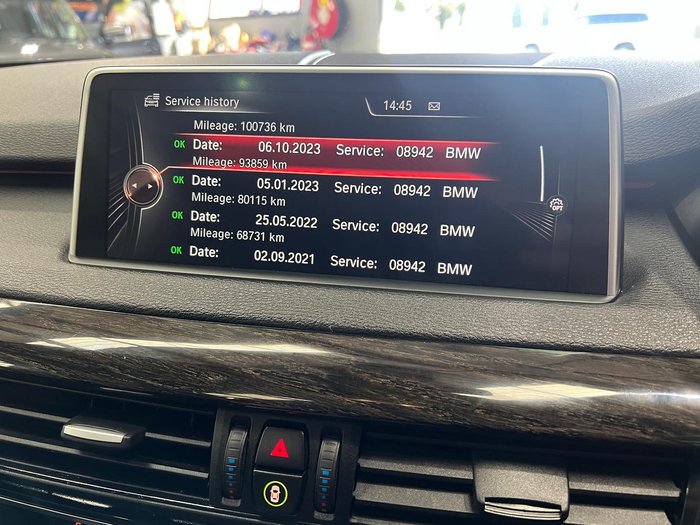 Service history 14:45
Mileage: 100736 km
OK Date: 06.10.2023 Service: 08942 BMW
Mileage: 93859 km
OK Date: 05.01.2023 Service: 08942 BMW
Mileage: 80115 km
OK Date: 25.05.2022 Service: 08942 BMW
Mileage: 68731 km
OK Date: 02.09.2021 Service: 08942 BMW
OPT